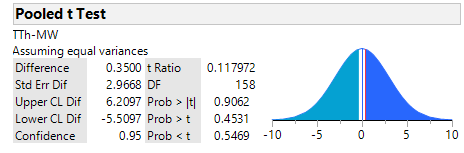 Pooled t Test
TTh-MW
Assuming equal variances
Difference 0.3500 t Ratio 0.117972
Std Err Dif 2.9668 DF 158
Upper CL Dif 6.2097 Prob > |t| 0.9062
Lower CL Dif -5.5097 Prob > t 0.4531
Confidence 0.95 Prob < t 0.5469
-10 -5 0 5 10